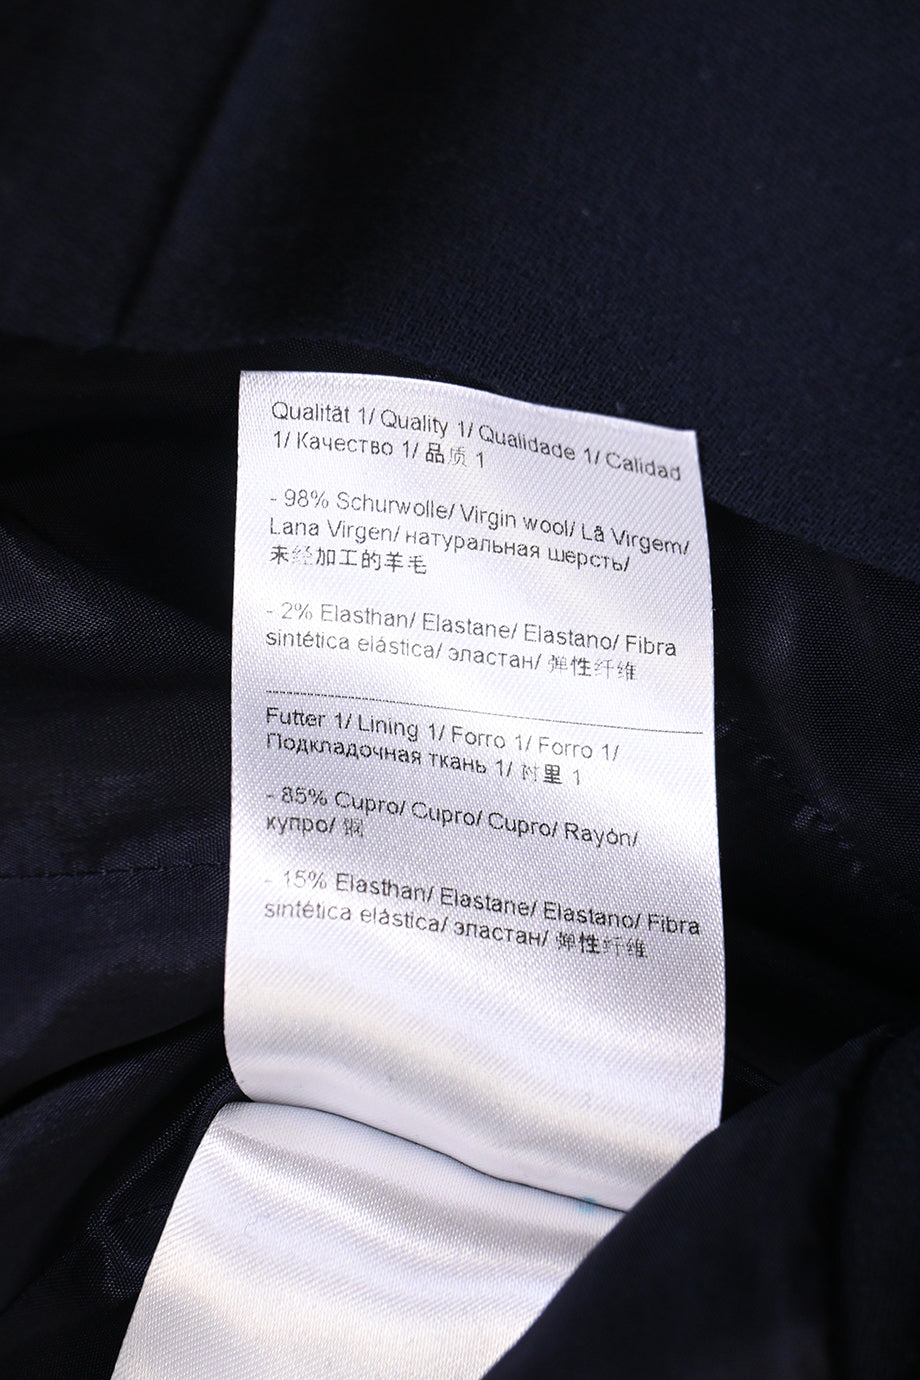 Qualität 1/ Quality 1/ Qualidade 1/ Calidad
1/ Качество 1/ 品质 1
- 98% Schurwolle/ Virgin wool/ Lã Virgem/
Lana Virgen/ натуральная шерсть/
未经加工的羊毛
- 2% Elasthan/ Elastane/ Elastano/ Fibra
sintética elástica/ эластан/ 弹性纤维
Futter 1/ Lining 1/ Forro 1/ Forro 1/
Подкладочная ткань 1/ 衬里 1
- 85% Cupro/ Cupro/ Cupro/ Rayón/
купро/ 铜
- 15% Elasthan/ Elastane/ Elastano/ Fibra
sintética elástica/ эластан/ 弹性纤维